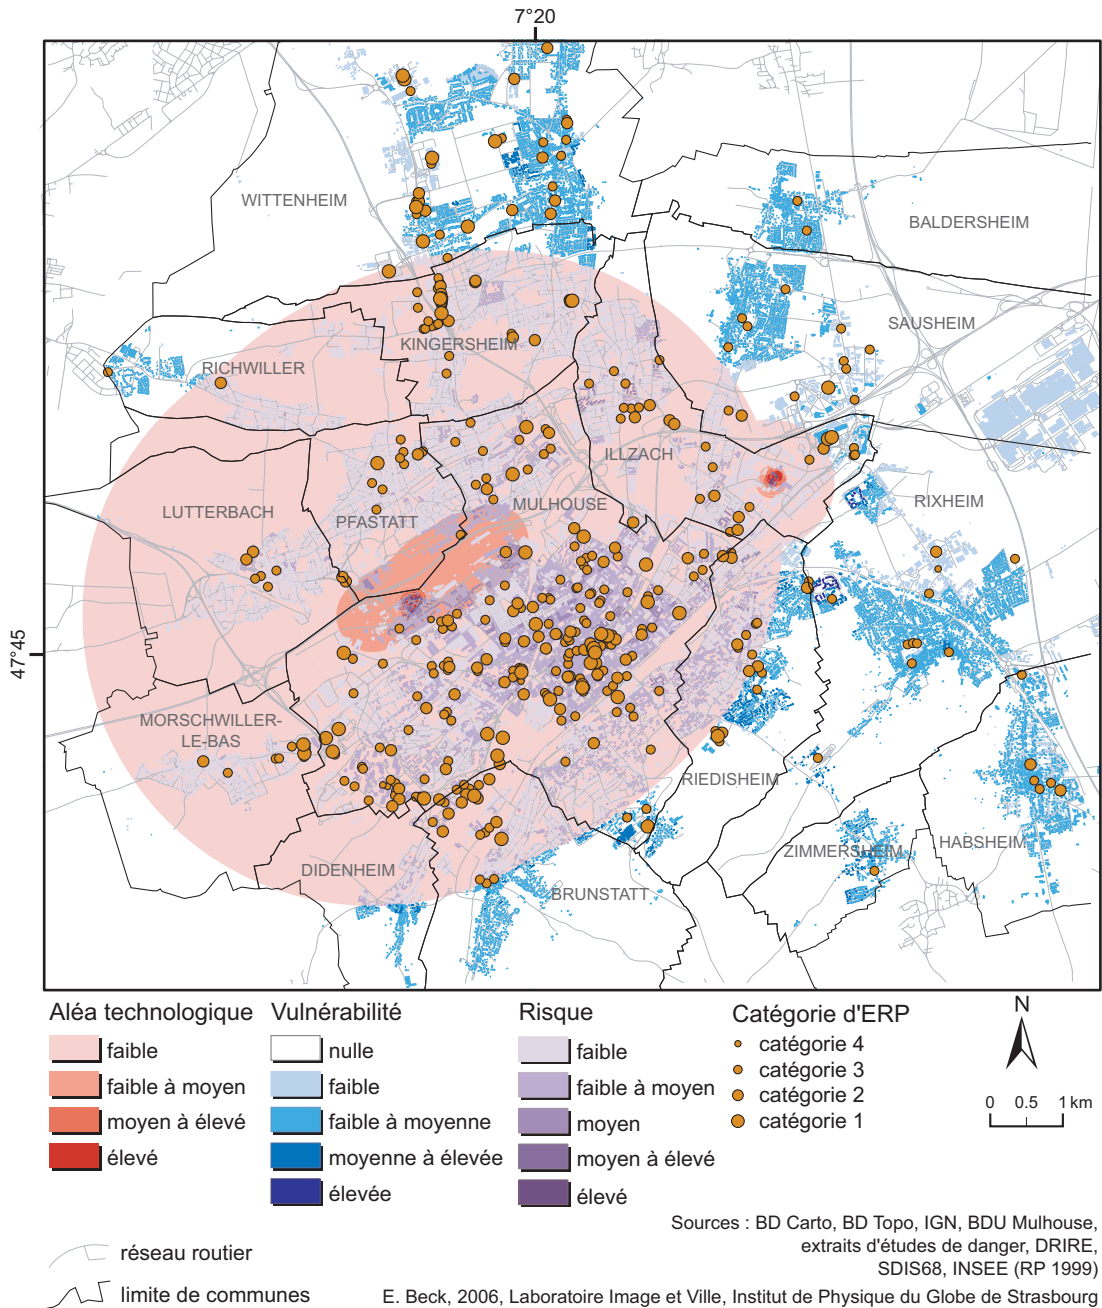 7°20
47°45
WITTENHEIM
BALDERSHEIM
SAUSHEIM
KINGERSHEIM
RICHWILLER
ILLZACH
MULHOUSE
RIXHEIM
LUTTERBACH
PFASTATT
MORSCHWILLER-
LE-BAS
RIEDISHEIM
ZIMMERSHEIM
HABSHEIM
DIDENHEIM
BRUNSTATT
Aléa technologique
faible
faible à moyen
moyen à élevé
élevé
Vulnérabilité
nulle
faible
faible à moyenne
moyenne à élevée
élevée
Risque
faible
faible à moyen
moyen
moyen à élevé
élevé
Catégorie d'ERP
catégorie 4
catégorie 3
catégorie 2
catégorie 1
N
0 0.5 1 km
réseau routier
limite de communes
Sources : BD Carto, BD Topo, IGN, BDU Mulhouse,
extraits d'études de danger, DRIRE,
SDIS68, INSEE (RP 1999)
E. Beck, 2006, Laboratoire Image et Ville, Institut de Physique du Globe de Strasbourg